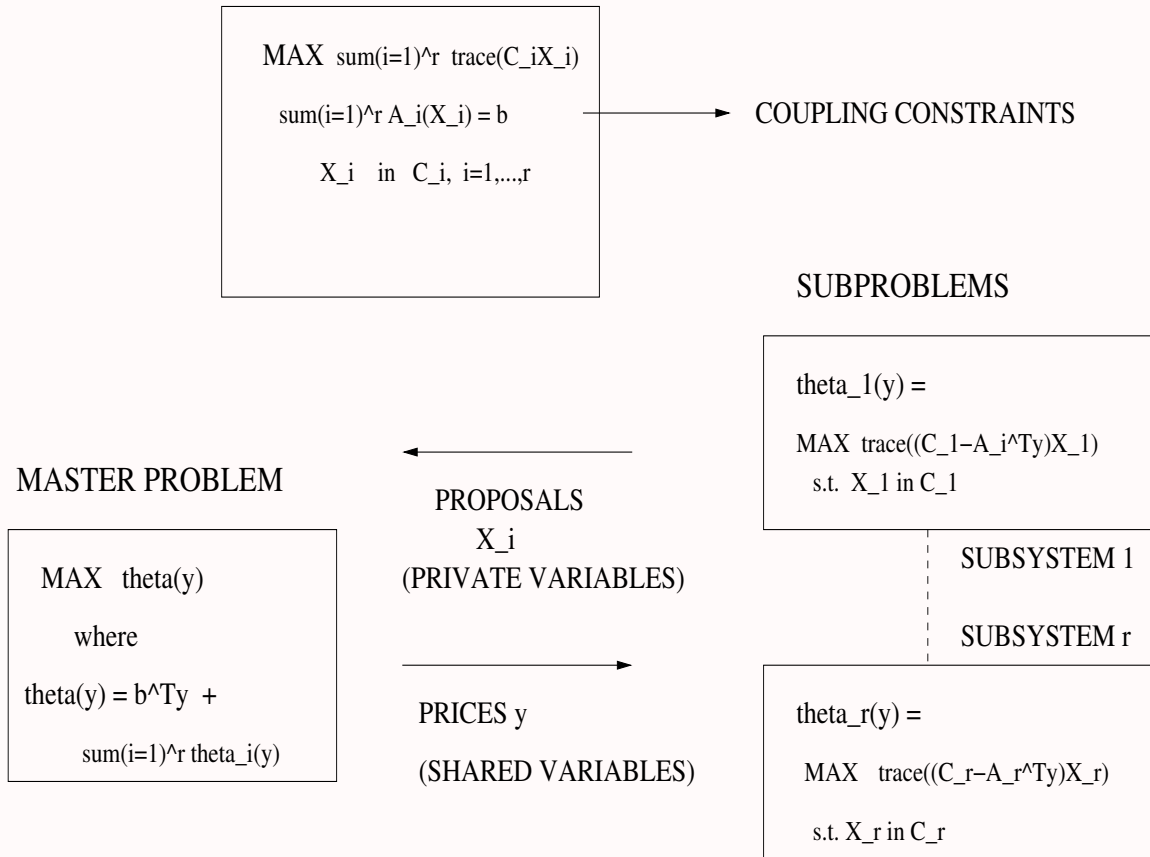 MAX sum(i=1)^r trace(C_iX_i)
sum(i=1)^r A_i(X_i) = b
COUPLING CONSTRAINTS
X_i in C_i, i=1,...,r
SUBPROBLEMS
theta_1(y) =
MAX trace((C_1−A_i^Ty)X_1)
s.t. X_1 in C_1
MASTER PROBLEM
PROPOSALS
X_i
(PRIVATE VARIABLES)
SUBSYSTEM 1
MAX theta(y)
where
theta(y) = b^Ty +
sum(i=1)^r theta_i(y)
SUBSYSTEM r
PRICES y
(SHARED VARIABLES)
theta_r(y) =
MAX trace((C_r−A_r^Ty)X_r)
s.t. X_r in C_r